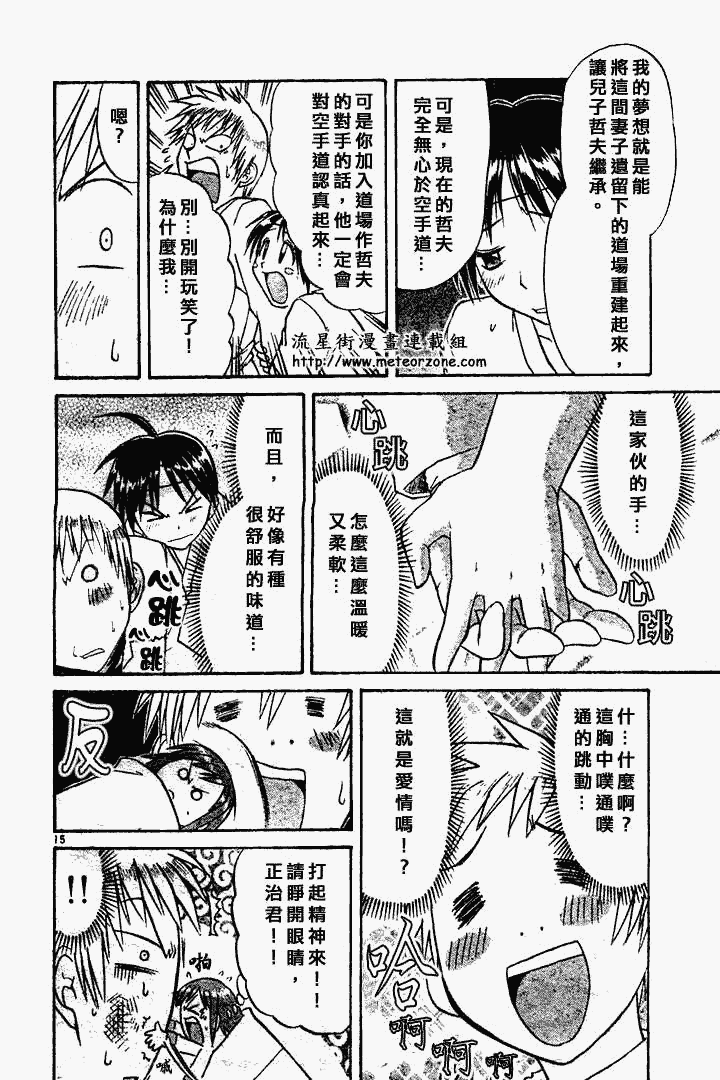 我的夢想就是能
將這間妻子遺留下的道場重建起來，
讓兒子哲夫繼承。
可是，現在的哲夫
完全無心於空手道…
可是你加入道場作哲夫
的對手的話，他一定會
對空手道認真起來…
別…別開玩笑了！
為什麼我…
嗯？
流星街漫畫連載組
http://www.meteorzone.com
這家伙的手…
心跳
心跳
怎麼這麼溫暖
又柔軟…
而且，好像有種
很舒服的味道…
心跳
心跳
什…什麼啊？
這胸中噗通噗
通的跳動…
這就是愛情嗎！？
哈啊啊啊
反
15
打起精神來！！
請睜開眼睛，
正治君！！
啪
喊
！！